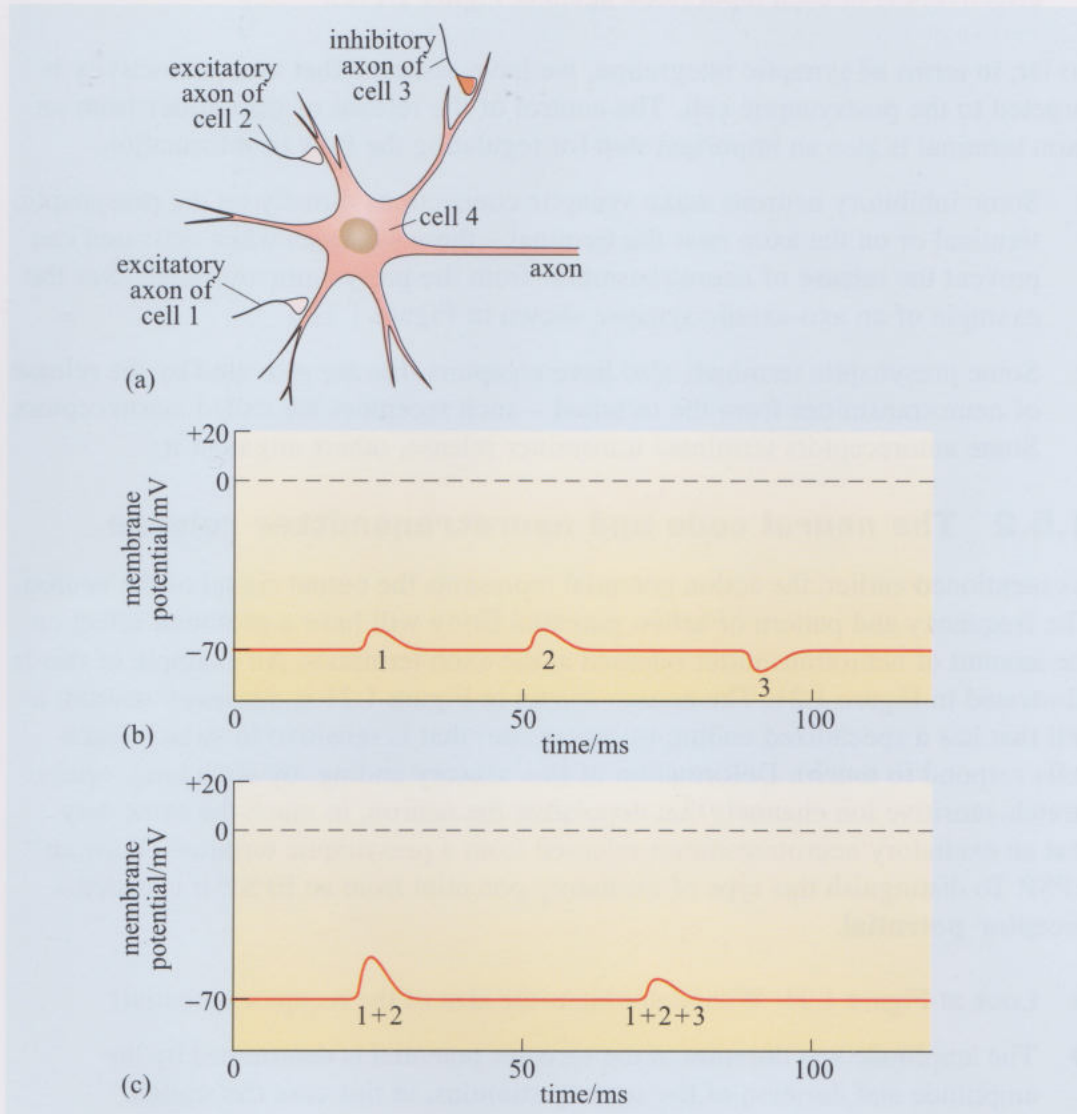 inhibitory
axon of
cell 3
excitatory
axon of
cell 2
cell 4
excitatory
axon of
cell 1
axon
(a)
+20
0
membrane
potential/mV
−70
1
2
3
0
50
100
(b)
time/ms
+20
0
membrane
potential/mV
−70
1+2
1+2+3
0
50
100
(c)
time/ms